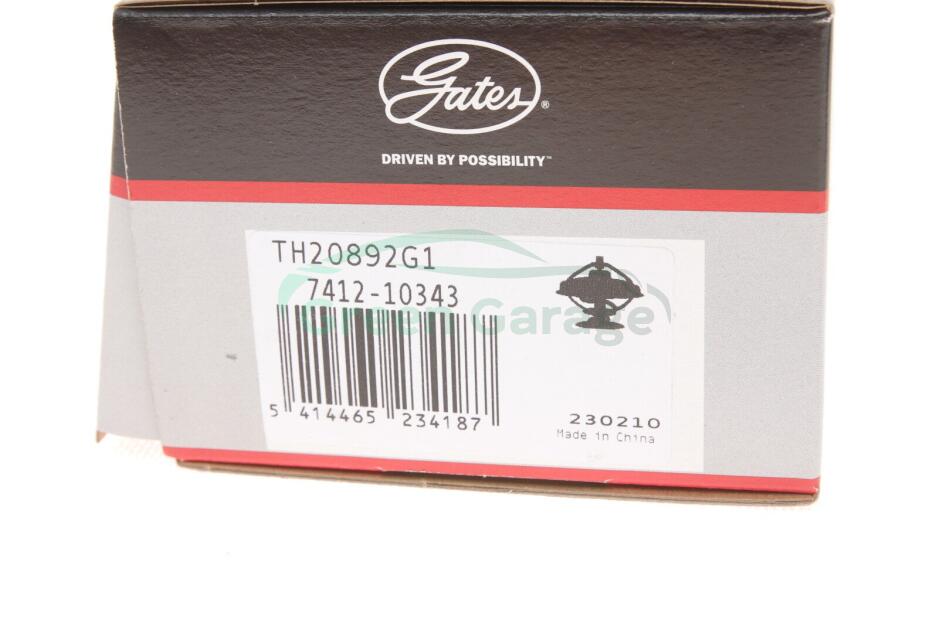 Gates®
DRIVEN BY POSSIBILITY™
TH20892G1
7412-10343
Green Garage
5 414465 234187
230210
Made in China